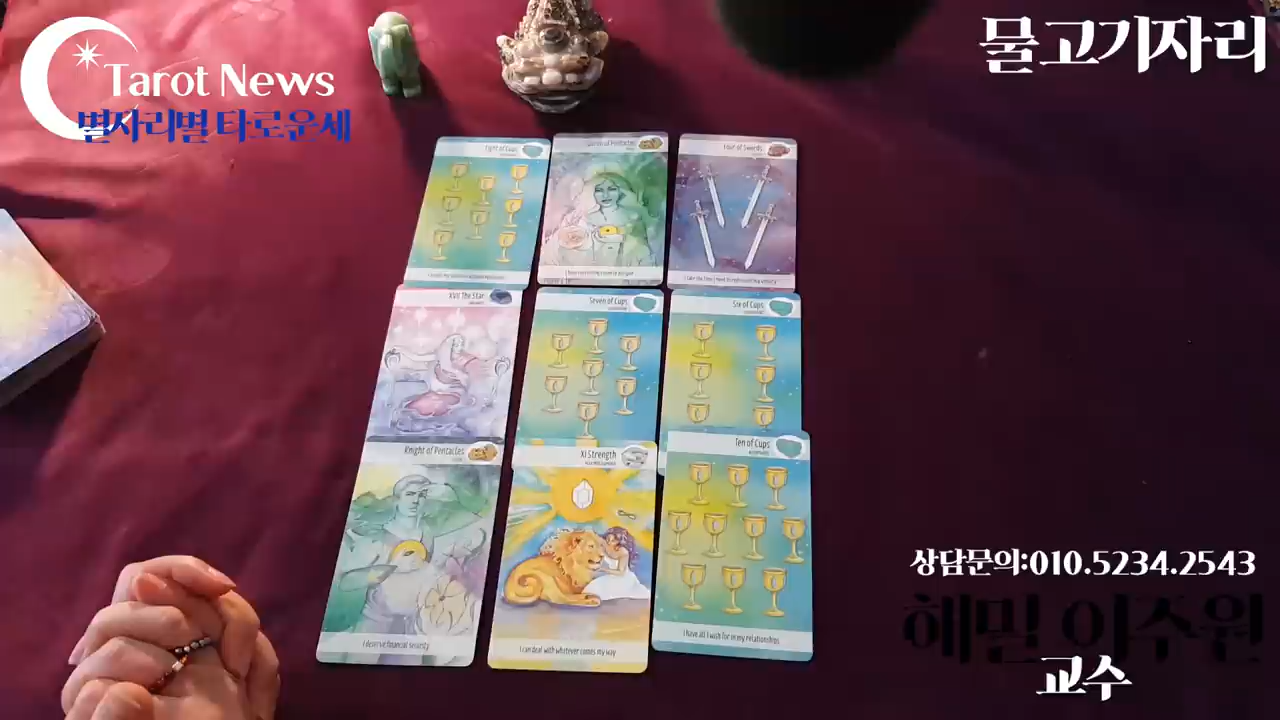 Tarot News
별자리별 타로운세
물고기자리
Eight of Cups
Queen of Pentacles
Four of Swords
XVII The Star
Seven of Cups
Six of Cups
Knight of Pentacles
XI Strength
Ten of Cups
I deserve financial security
I can deal with whatever comes my way
I have all I wish for in my relationships
상담문의:010.5234.2543
혜밀 이주원
교수